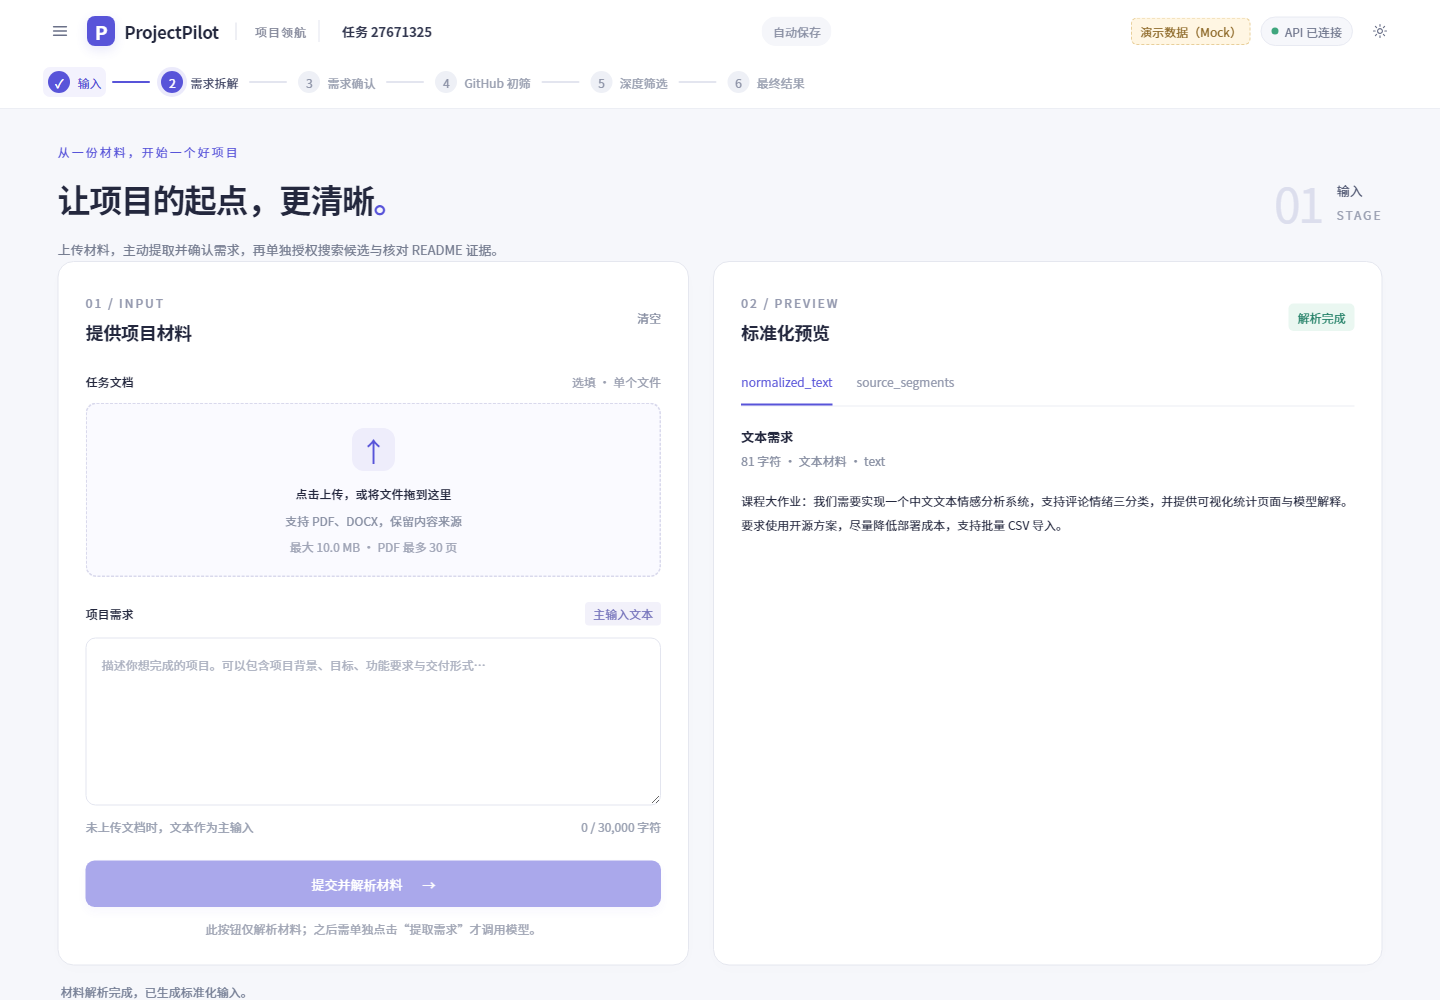 P ProjectPilot 项目领航 任务 27671325 自动保存 演示数据（Mock） API 已连接
✓ 输入 2 需求拆解 3 需求确认 4 GitHub 初筛 5 深度筛选 6 最终结果
从一份材料，开始一个好项目
让项目的起点，更清晰。
01 输入
STAGE
上传材料，主动提取并确认需求，再单独授权搜索候选与核对 README 证据。
01 / INPUT
提供项目材料
清空
任务文档 选填 · 单个文件
↑
点击上传，或将文件拖到这里
支持 PDF、DOCX，保留内容来源
最大 10.0 MB · PDF 最多 30 页
项目需求 主输入文本
描述你想完成的项目。可以包含项目背景、目标、功能要求与交付形式…
未上传文档时，文本作为主输入 0 / 30,000 字符
提交并解析材料 →
此按钮仅解析材料；之后需单独点击“提取需求”才调用模型。
02 / PREVIEW
标准化预览
解析完成
normalized_text source_segments
文本需求
81 字符 · 文本材料 · text
课程大作业：我们需要实现一个中文文本情感分析系统，支持评论情绪三分类，并提供可视化统计页面与模型解释。
要求使用开源方案，尽量降低部署成本，支持批量 CSV 导入。
材料解析完成，已生成标准化输入。